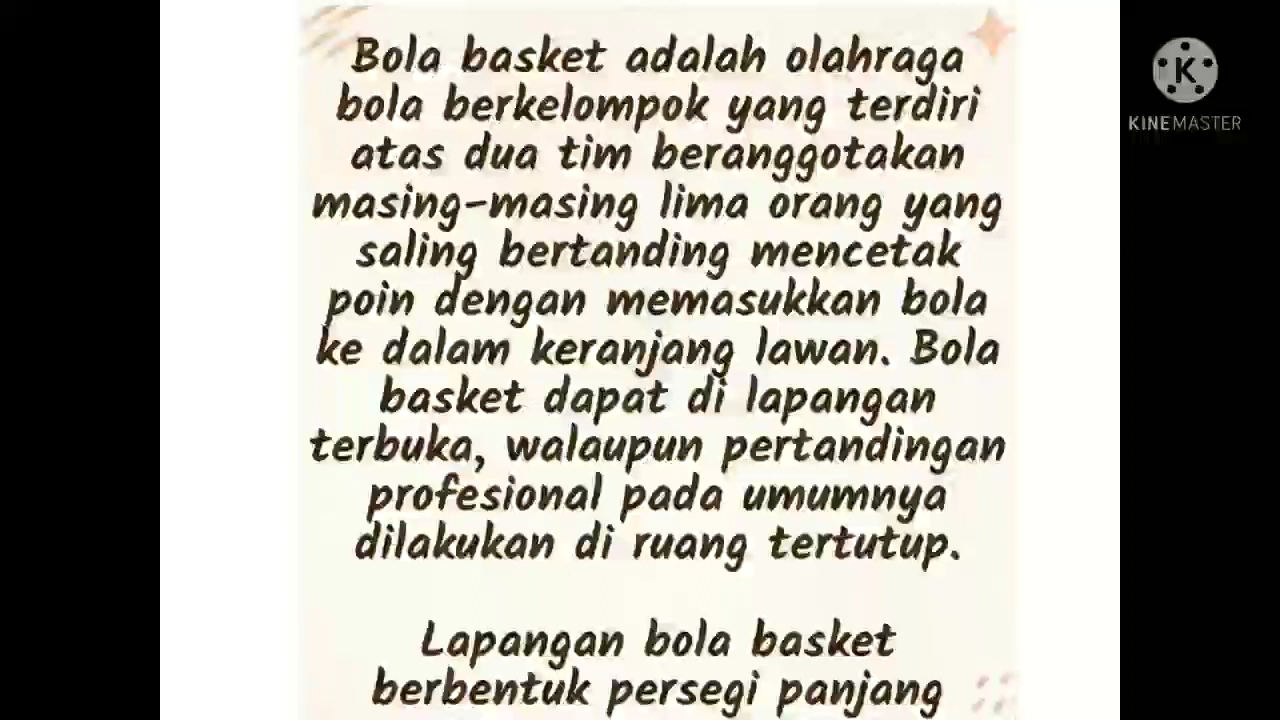 Bola basket adalah olahraga
bola berkelompok yang terdiri
atas dua tim beranggotakan
masing-masing lima orang yang
saling bertanding mencetak
poin dengan memasukkan bola
ke dalam keranjang lawan. Bola
basket dapat di lapangan
terbuka, walaupun pertandingan
profesional pada umumnya
dilakukan di ruang tertutup.
Lapangan bola basket
berbentuk persegi panjang
K
KINEMASTER